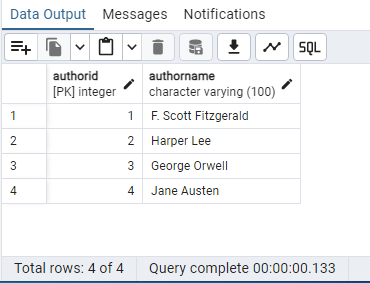 Data Output Messages Notifications
SQL
authorid authorname
[PK] integer character varying (100)
1 1 F. Scott Fitzgerald
2 2 Harper Lee
3 3 George Orwell
4 4 Jane Austen
Total rows: 4 of 4 Query complete 00:00:00.133